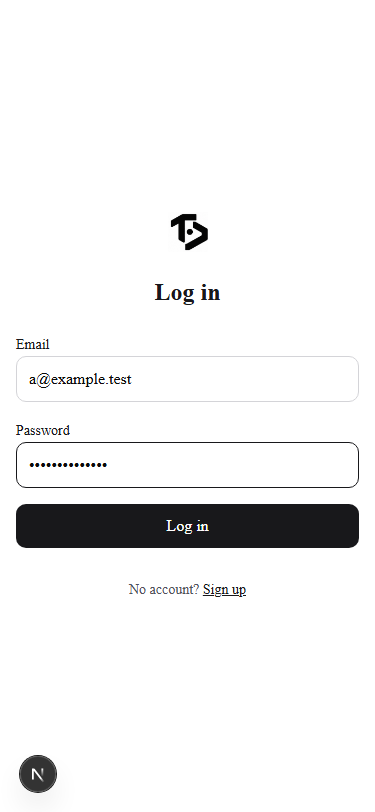 Log in
Email
a@example.test
Password
••••••••••••••
Log in
No account? Sign up
N